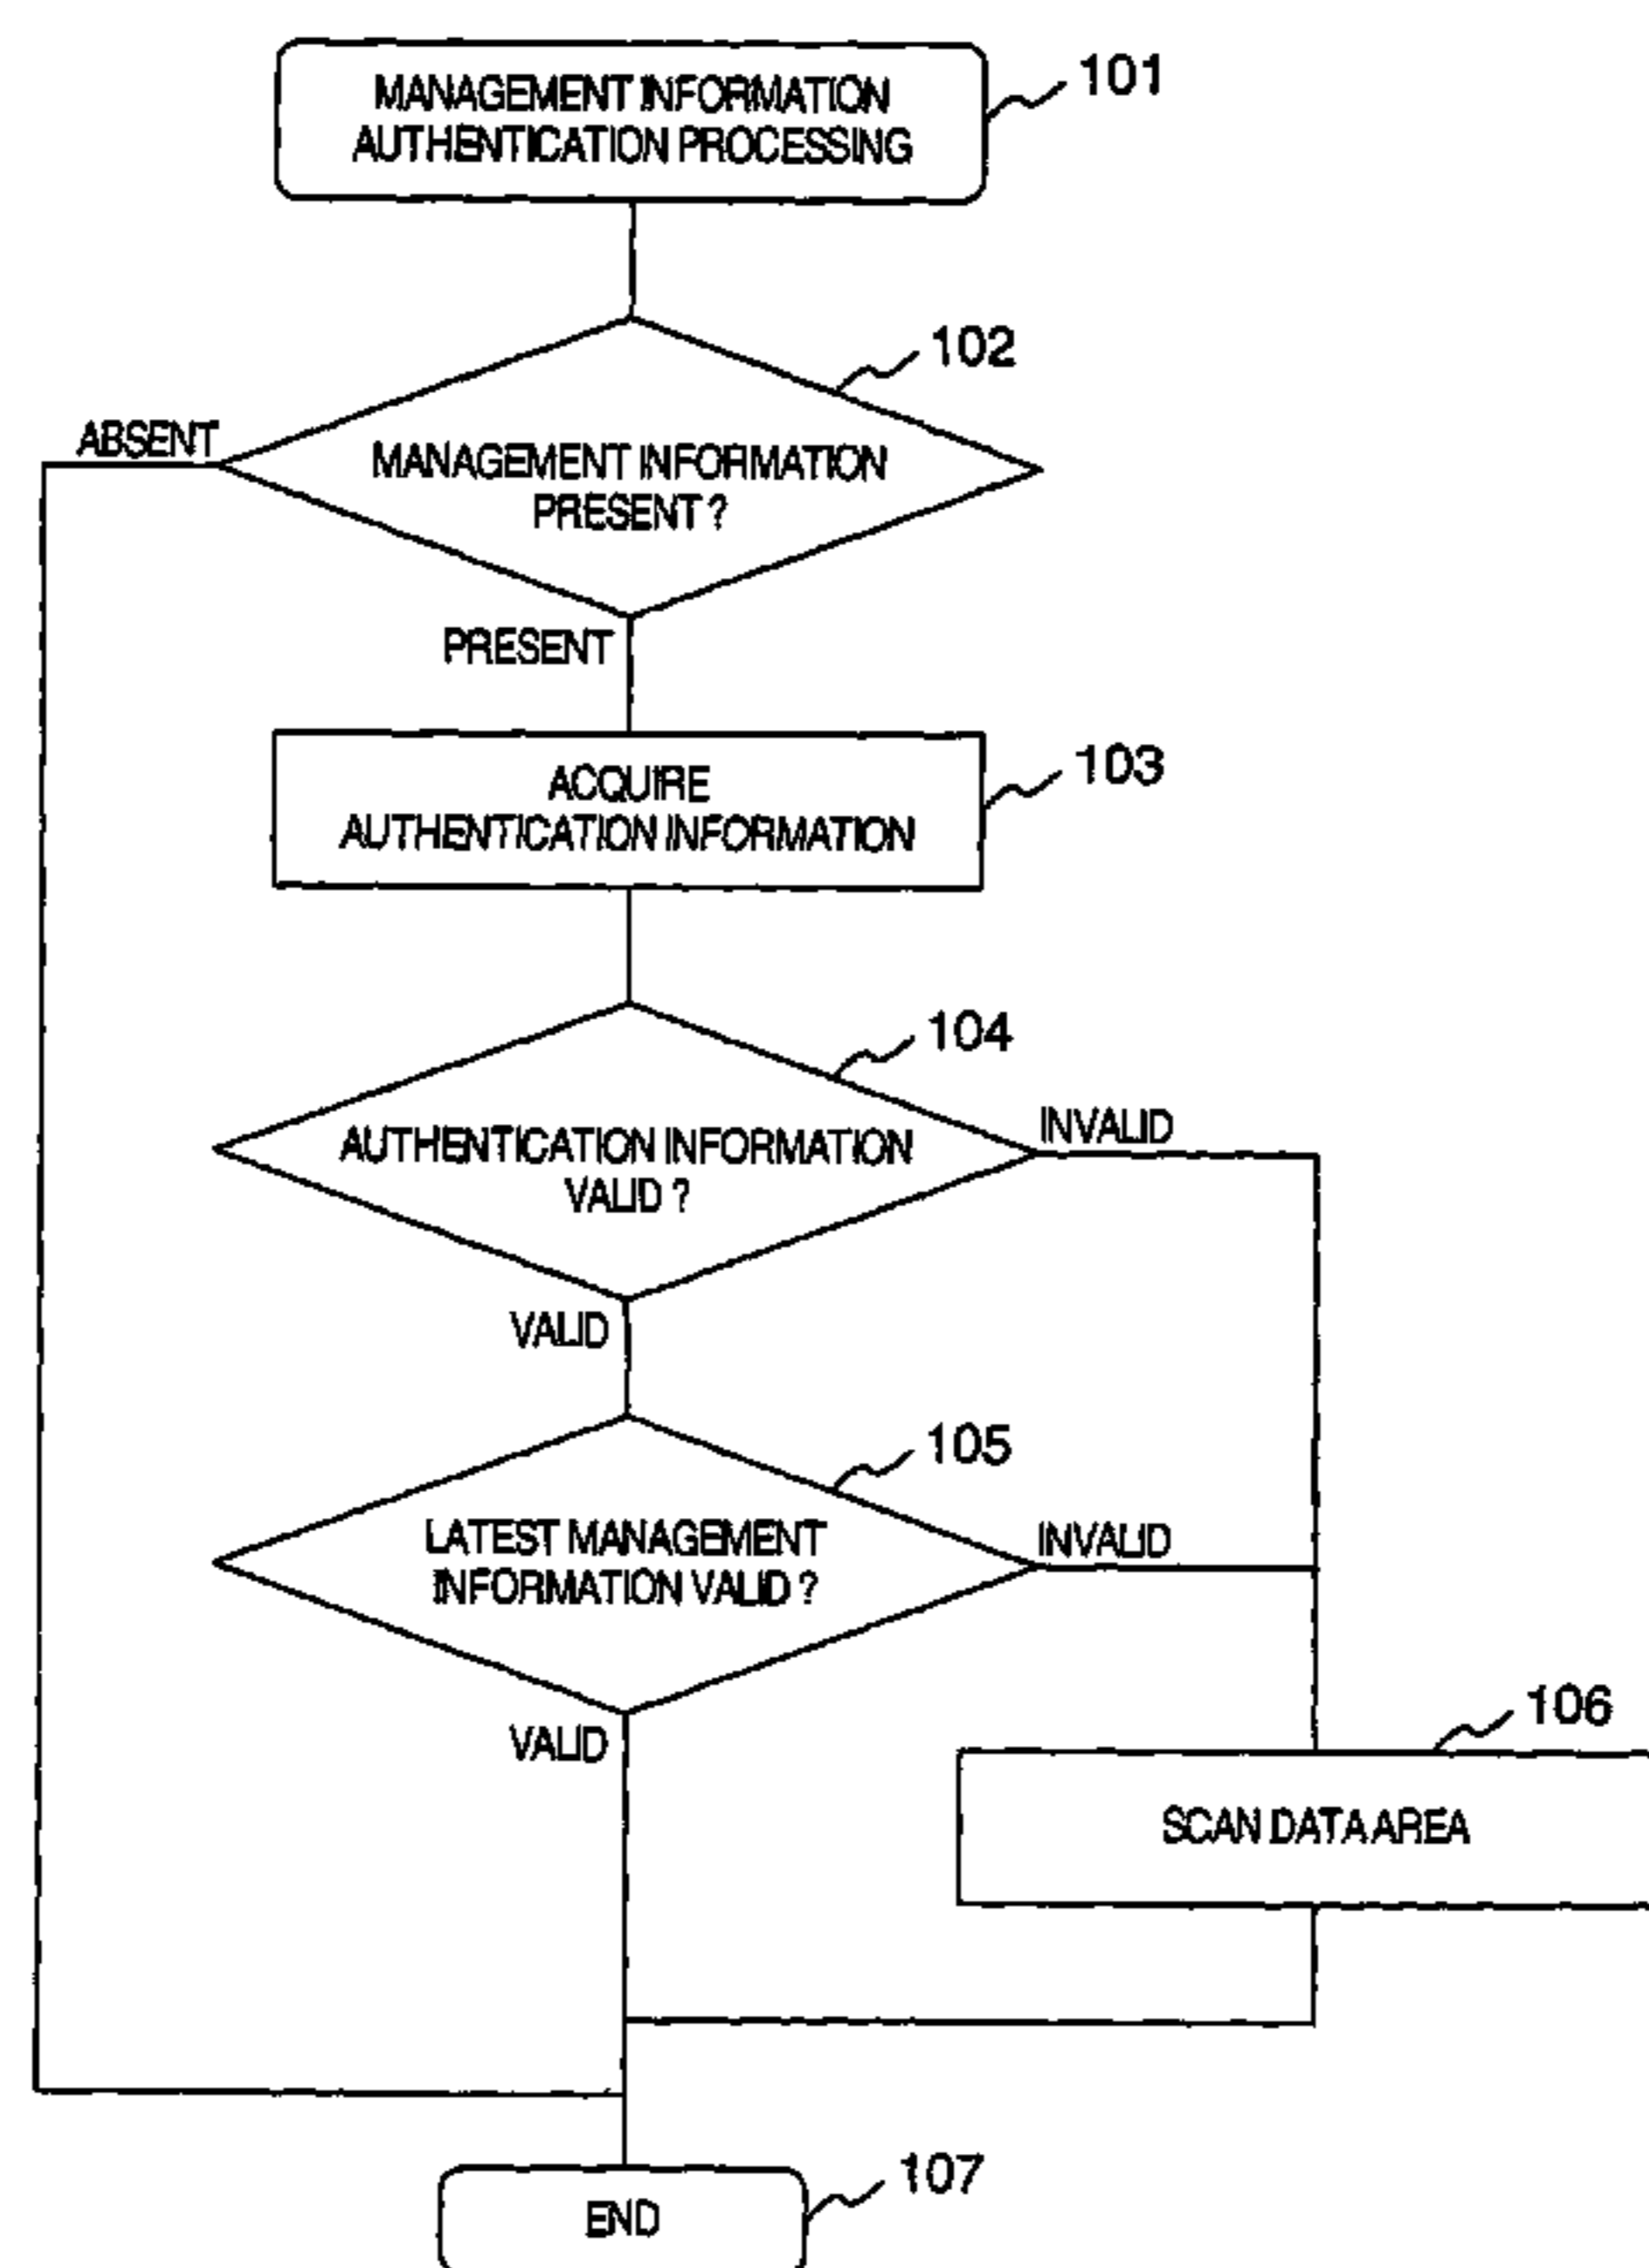 MANAGEMENT INFORMATION
AUTHENTICATION PROCESSING
101
102
ABSENT
MANAGEMENT INFORMATION
PRESENT ?
PRESENT
ACQUIRE
AUTHENTICATION INFORMATION
103
104
AUTHENTICATION INFORMATION
VALID ?
INVALID
VALID
105
LATEST MANAGEMENT
INFORMATION VALID ?
INVALID
VALID
106
SCAN DATA AREA
107
END